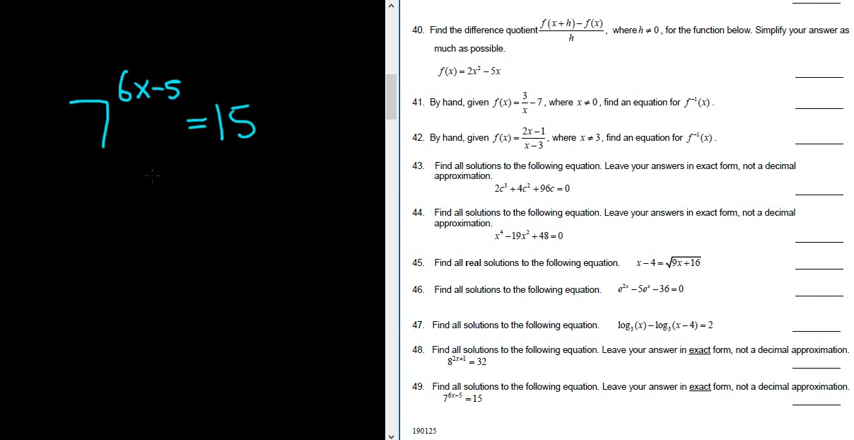 7^(6x-5) = 15
40. Find the difference quotient (f(x+h)-f(x))/h, where h ≠ 0, for the function below. Simplify your answer as
much as possible.
f(x) = 2x² - 5x
41. By hand, given f(x) = 3/x - 7, where x ≠ 0, find an equation for f⁻¹(x).
42. By hand, given f(x) = (2x-1)/(x-3), where x ≠ 3, find an equation for f⁻¹(x).
43. Find all solutions to the following equation. Leave your answers in exact form, not a decimal
approximation.
2c³ + 4c² + 96c = 0
44. Find all solutions to the following equation. Leave your answers in exact form, not a decimal
approximation.
x⁴ - 19x² + 48 = 0
45. Find all real solutions to the following equation. x - 4 = √(9x+16)
46. Find all solutions to the following equation. e²ˣ - 5eˣ - 36 = 0
47. Find all solutions to the following equation. log₅(x) - log₅(x-4) = 2
48. Find all solutions to the following equation. Leave your answer in exact form, not a decimal approximation.
8^(2x+1) = 32
49. Find all solutions to the following equation. Leave your answer in exact form, not a decimal approximation.
7^(6x-5) = 15
190125